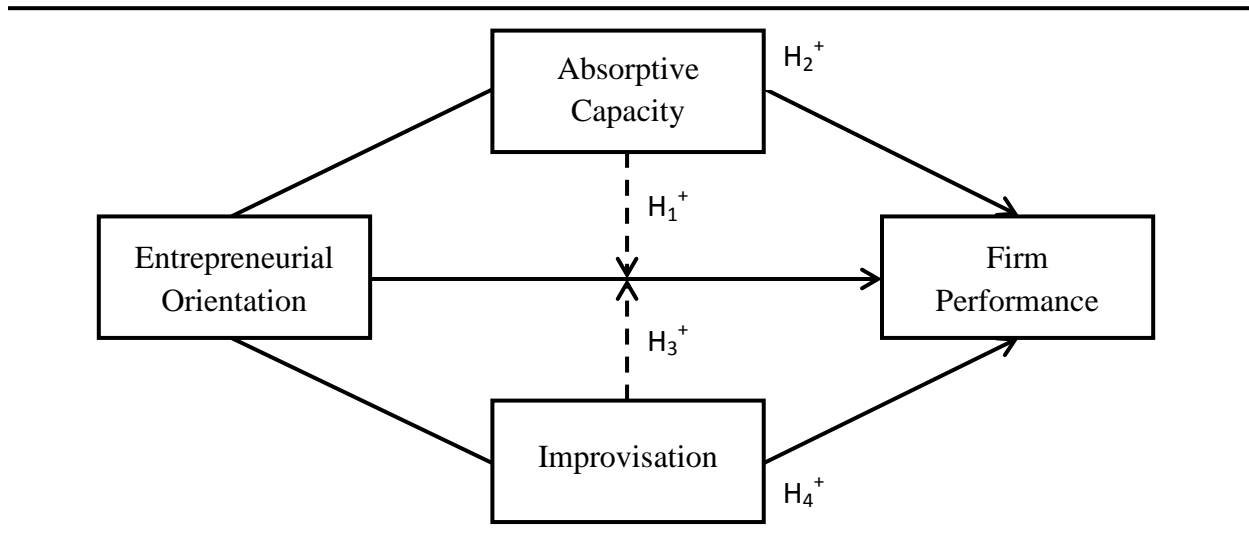 Absorptive
Capacity
H₂⁺
H₁⁺
Entrepreneurial
Orientation
Firm
Performance
H₃⁺
Improvisation
H₄⁺